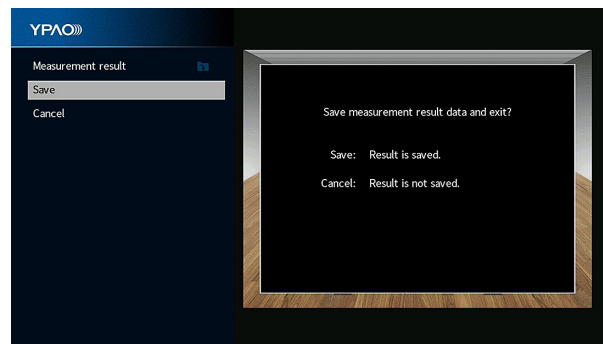 YPAO
Measurement result
Save
Cancel
Save measurement result data and exit?
Save: Result is saved.
Cancel: Result is not saved.